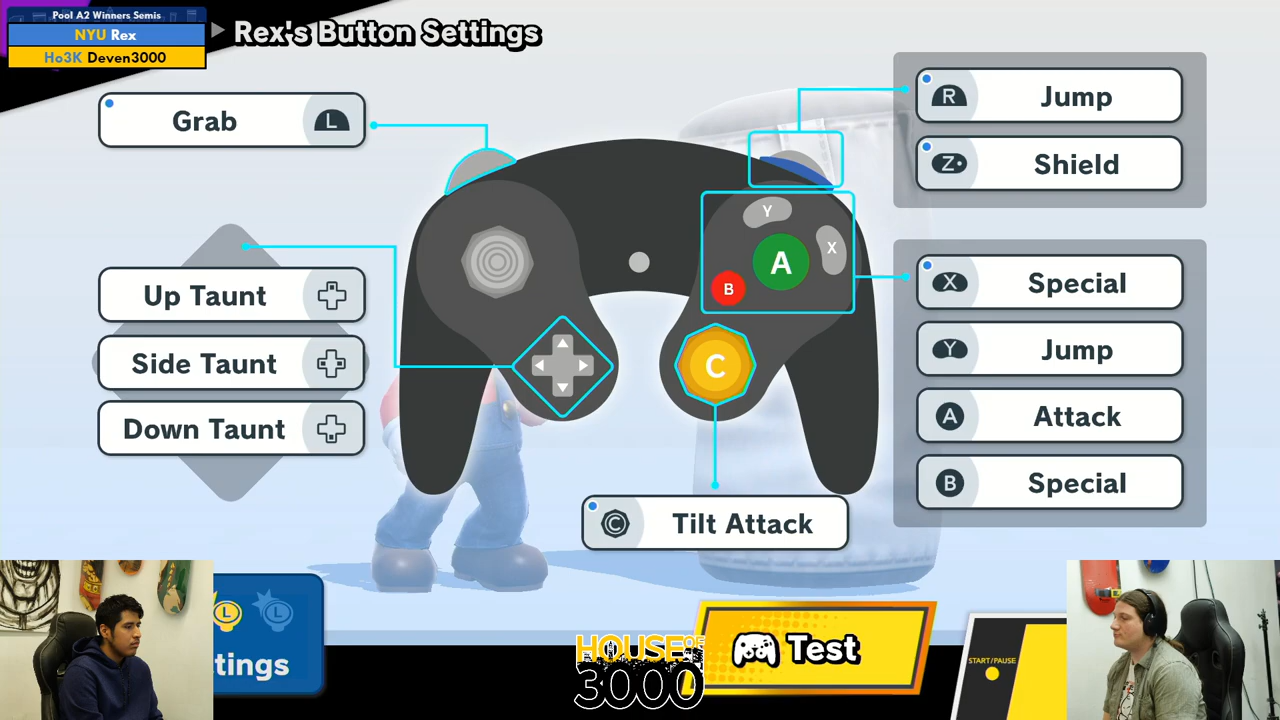 Pool A2 Winners Semis
NYU Rex
Ho3K Deven3000
Rex's Button Settings
Grab L
R Jump
Z Shield
Up Taunt
Side Taunt
Down Taunt
Y
X
A
B
C
X Special
Y Jump
A Attack
B Special
C Tilt Attack
L L
tings
HOUSE OF
3000
Test
START/PAUSE